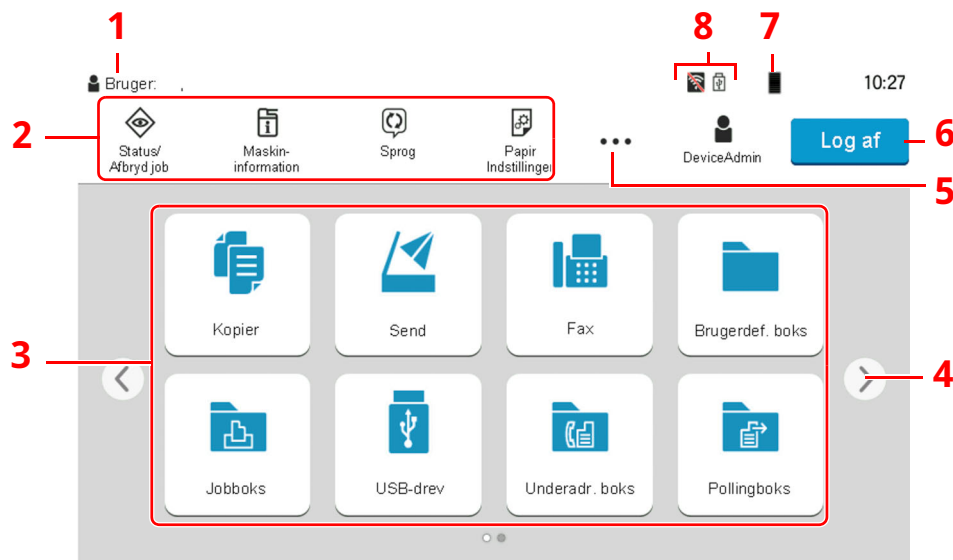 8 7
1
Bruger: ,
10:27
2
Status/
Afbryd job
Maskin-
information
Sprog
Papir
Indstillinger
DeviceAdmin
Log af
6
5
Kopier
Send
Fax
Brugerdef. boks
3
4
Jobboks
USB-drev
Underadr. boks
Pollingboks